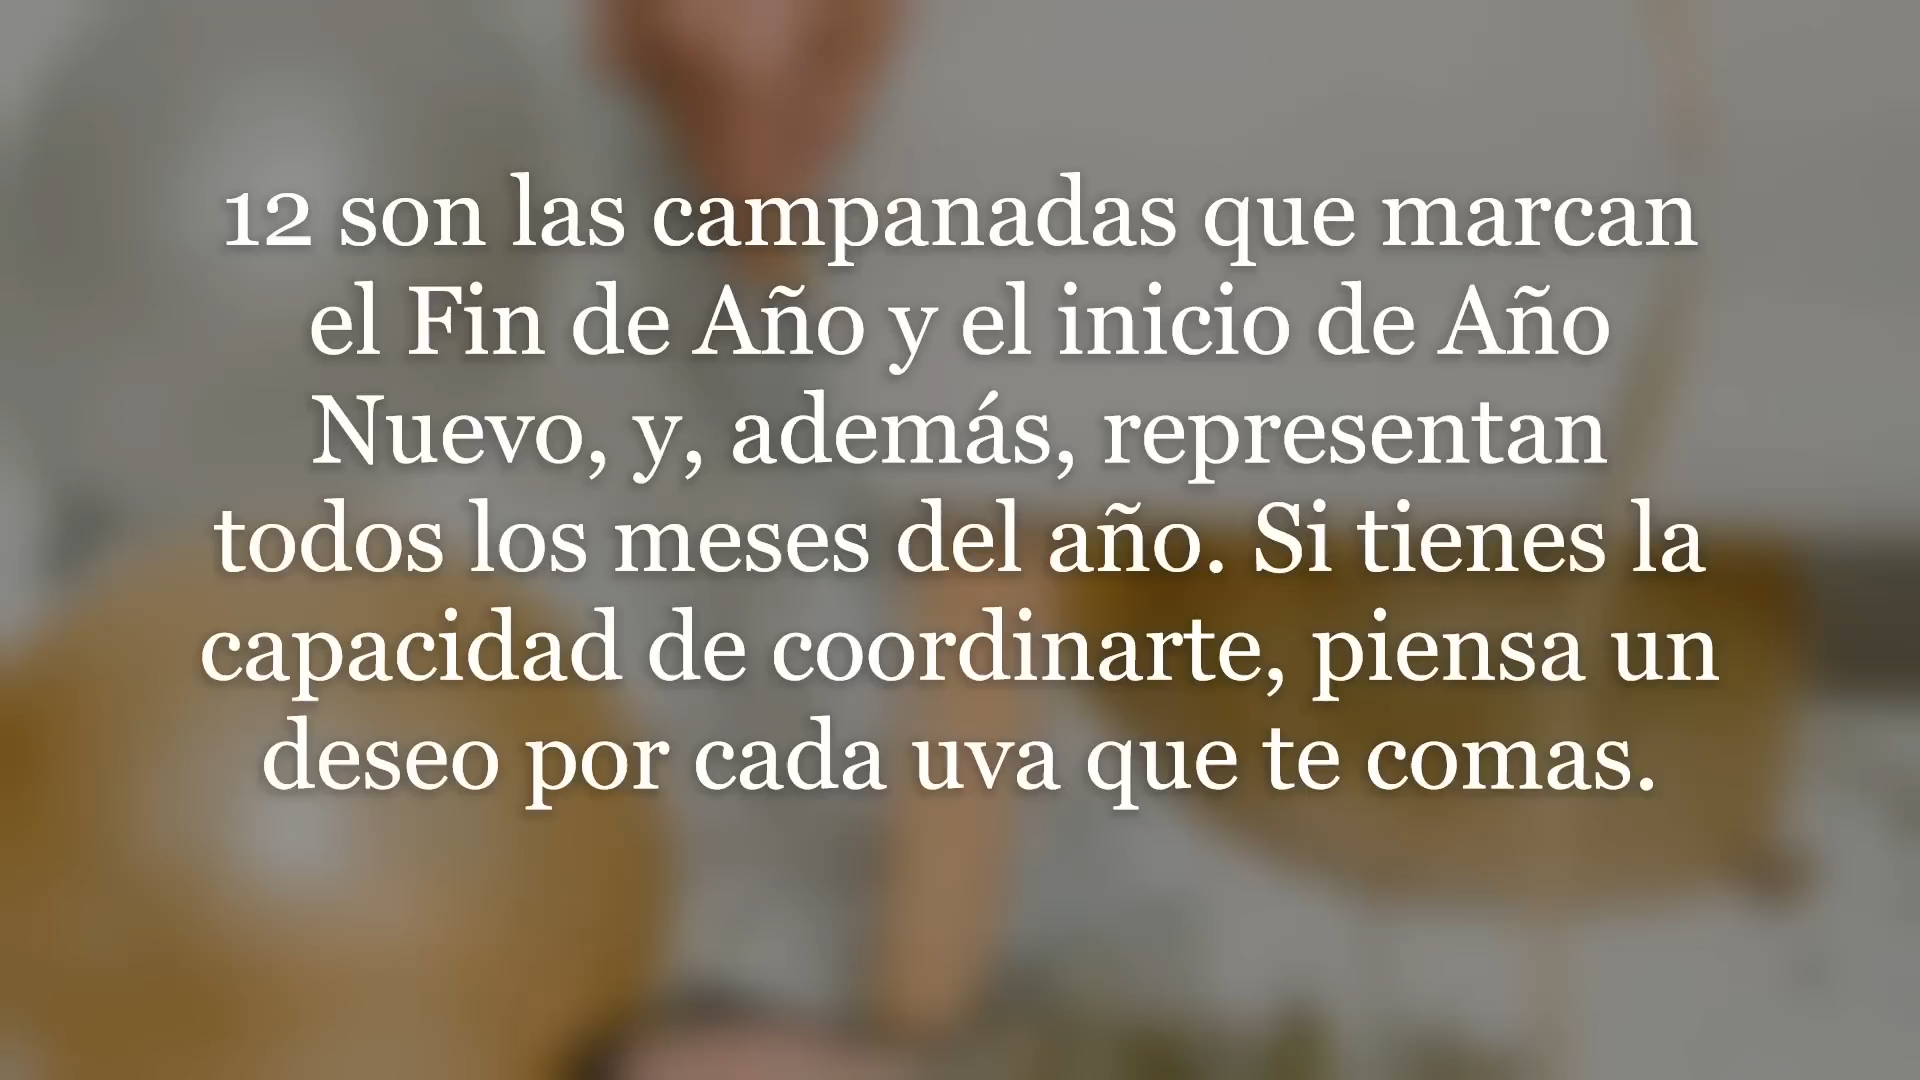 12 son las campanadas que marcan
el Fin de Año y el inicio de Año
Nuevo, y, además, representan
todos los meses del año. Si tienes la
capacidad de coordinarte, piensa un
deseo por cada uva que te comas.